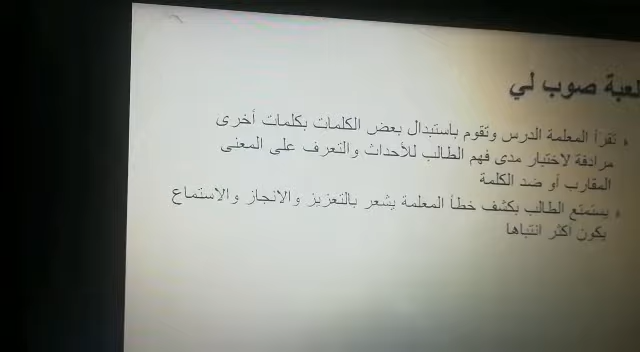 لعبة صوب لي
تقرأ المعلمة الدرس وتقوم باستبدال بعض الكلمات بكلمات أخرى
مرادفة لاختبار مدى فهم الطالب للأحداث والتعرف على المعنى
المقارب أو ضد الكلمة
يستمتع الطالب بكشف خطأ المعلمة يشعر بالتعزيز والانجاز والاستماع
يكون اكثر انتباها